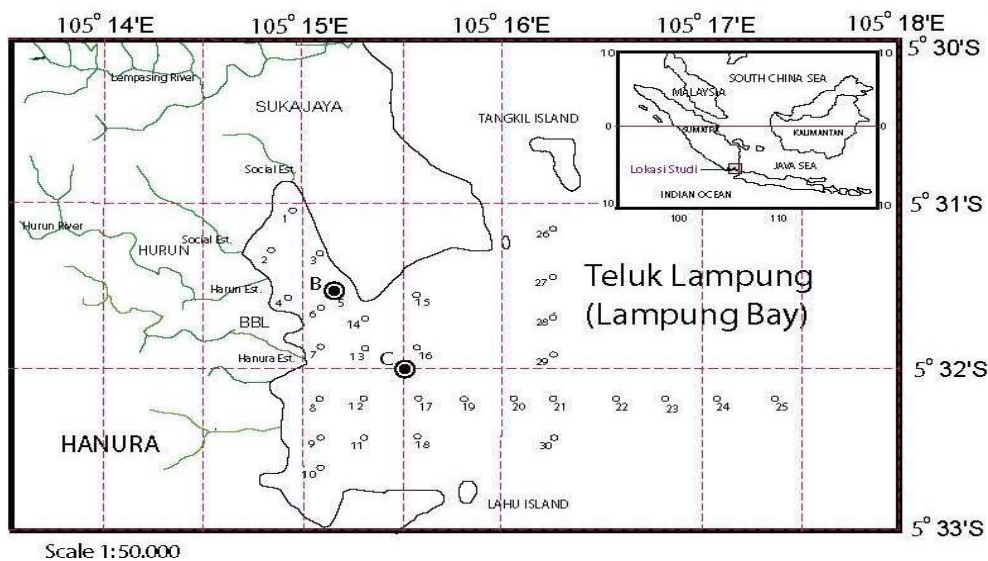 105° 14'E 105° 15'E 105° 16'E 105° 17'E 105° 18'E
5° 30'S
Lempasing River
SUKAJAYA
TANGKIL ISLAND
10 10
SOUTH CHINA SEA
MALAYSIA
0 0
SUMATRA
KALIMANTAN
JAVA SEA
Lokasi Studi
INDIAN OCEAN
10 10
100 110
Social Est.
5° 31'S
1
Hurun River
Social Est.
HURUN
2
3
26
Teluk Lampung
(Lampung Bay)
27
Harun Est.
B
4
5
15
6
BBL
14
28
Hanura Est.
7
13
16
29
C
5° 32'S
8 12 17 19 20 21 22 23 24 25
HANURA
9 11 18 30
10
LAHU ISLAND
5° 33'S
Scale 1:50.000